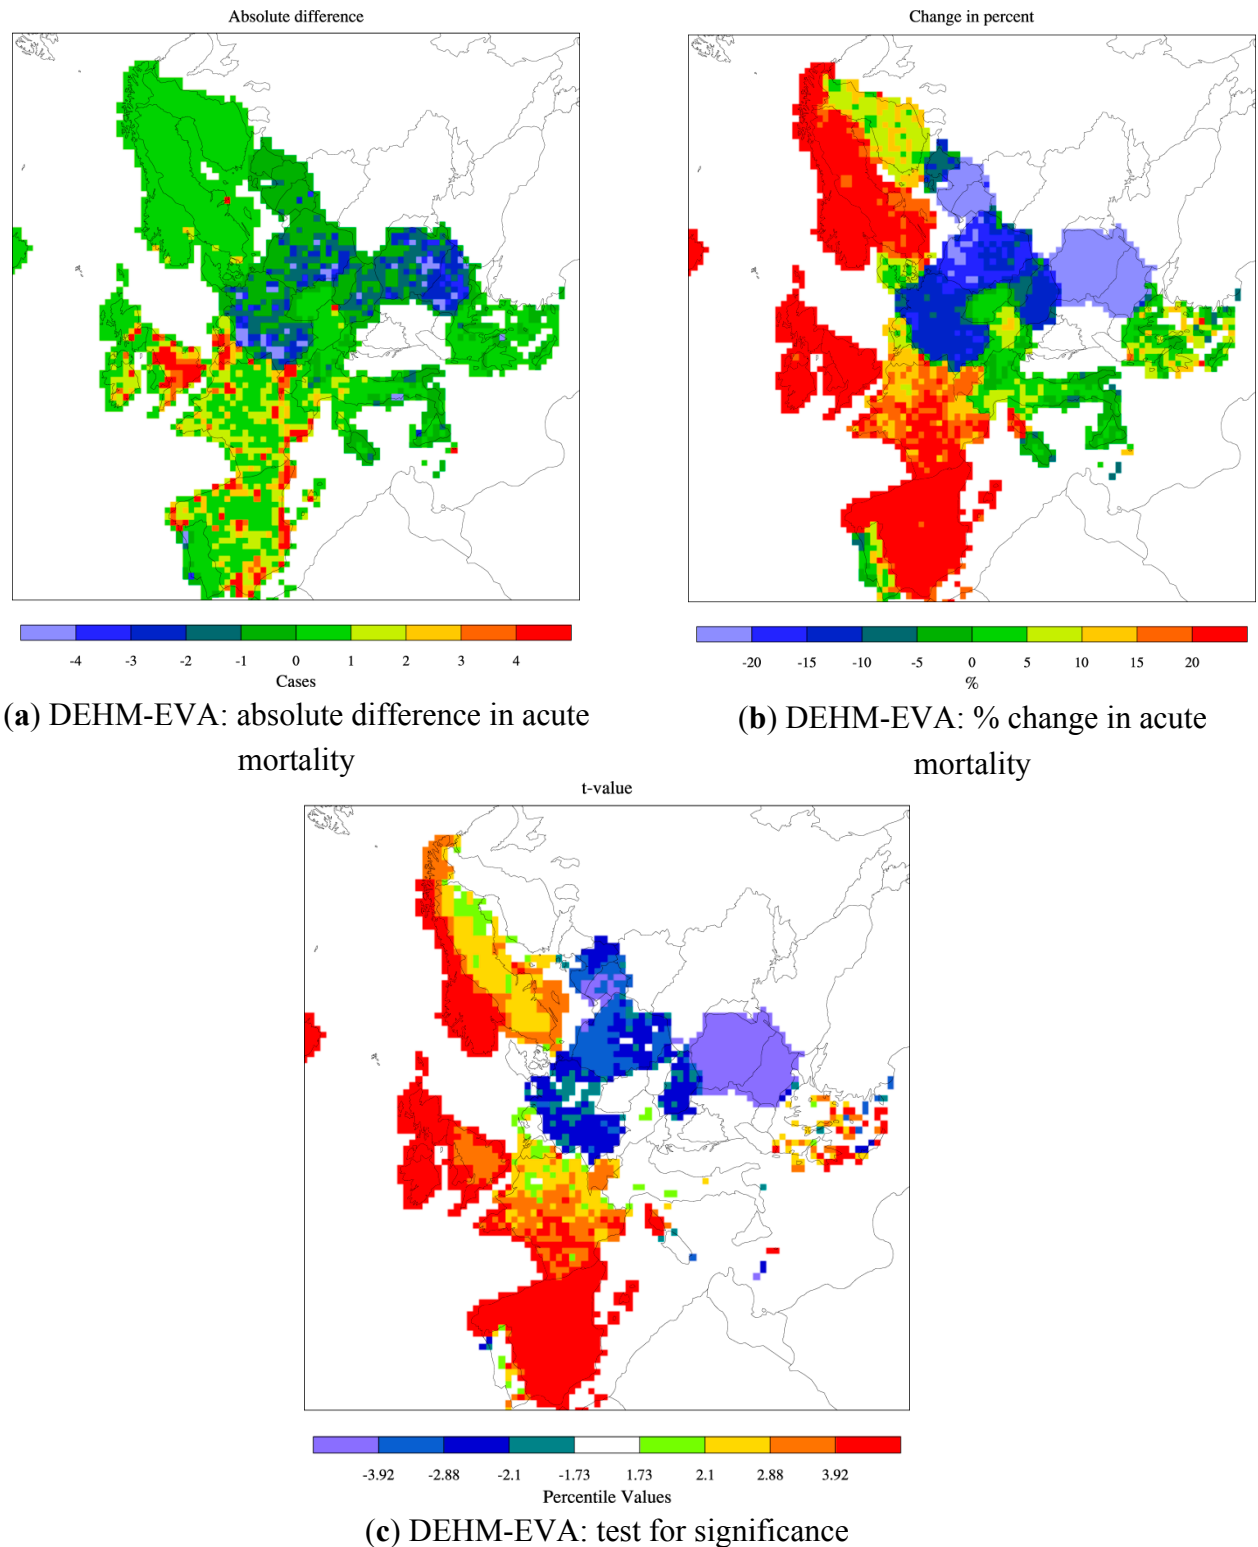 Absolute difference
Change in percent
-4 -3 -2 -1 0 1 2 3 4
Cases
-20 -15 -10 -5 0 5 10 15 20
%
(a) DEHM-EVA: absolute difference in acute
mortality
(b) DEHM-EVA: % change in acute
mortality
t-value
-3.92 -2.88 -2.1 -1.73 1.73 2.1 2.88 3.92
Percentile Values
(c) DEHM-EVA: test for significance